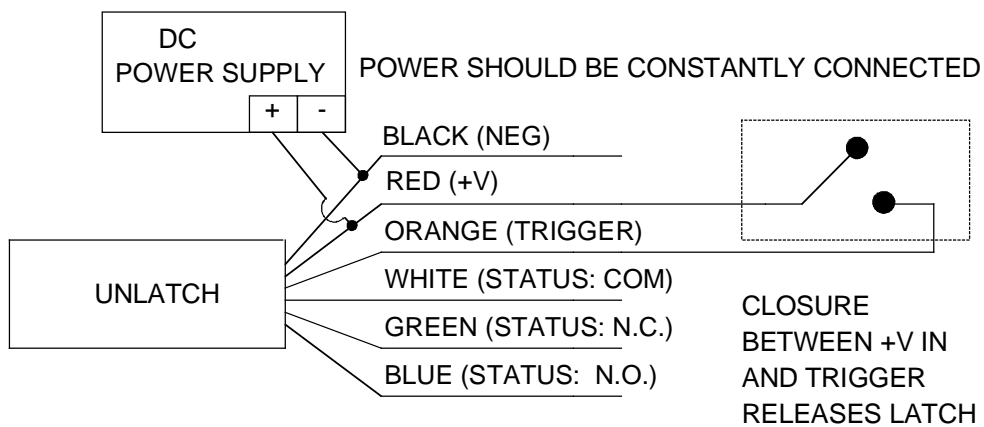 DC
POWER SUPPLY
+ -
POWER SHOULD BE CONSTANTLY CONNECTED
BLACK (NEG)
RED (+V)
ORANGE (TRIGGER)
UNLATCH
WHITE (STATUS: COM)
GREEN (STATUS: N.C.)
BLUE (STATUS: N.O.)
CLOSURE
BETWEEN +V IN
AND TRIGGER
RELEASES LATCH